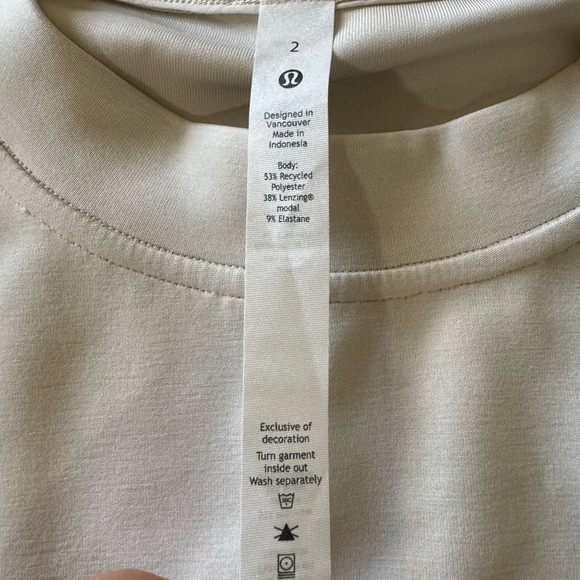 2
Designed in
Vancouver
Made in
Indonesia
Body:
53% Recycled
Polyester
38% Lenzing®
modal
9% Elastane
Exclusive of
decoration
Turn garment
inside out
Wash separately
30C